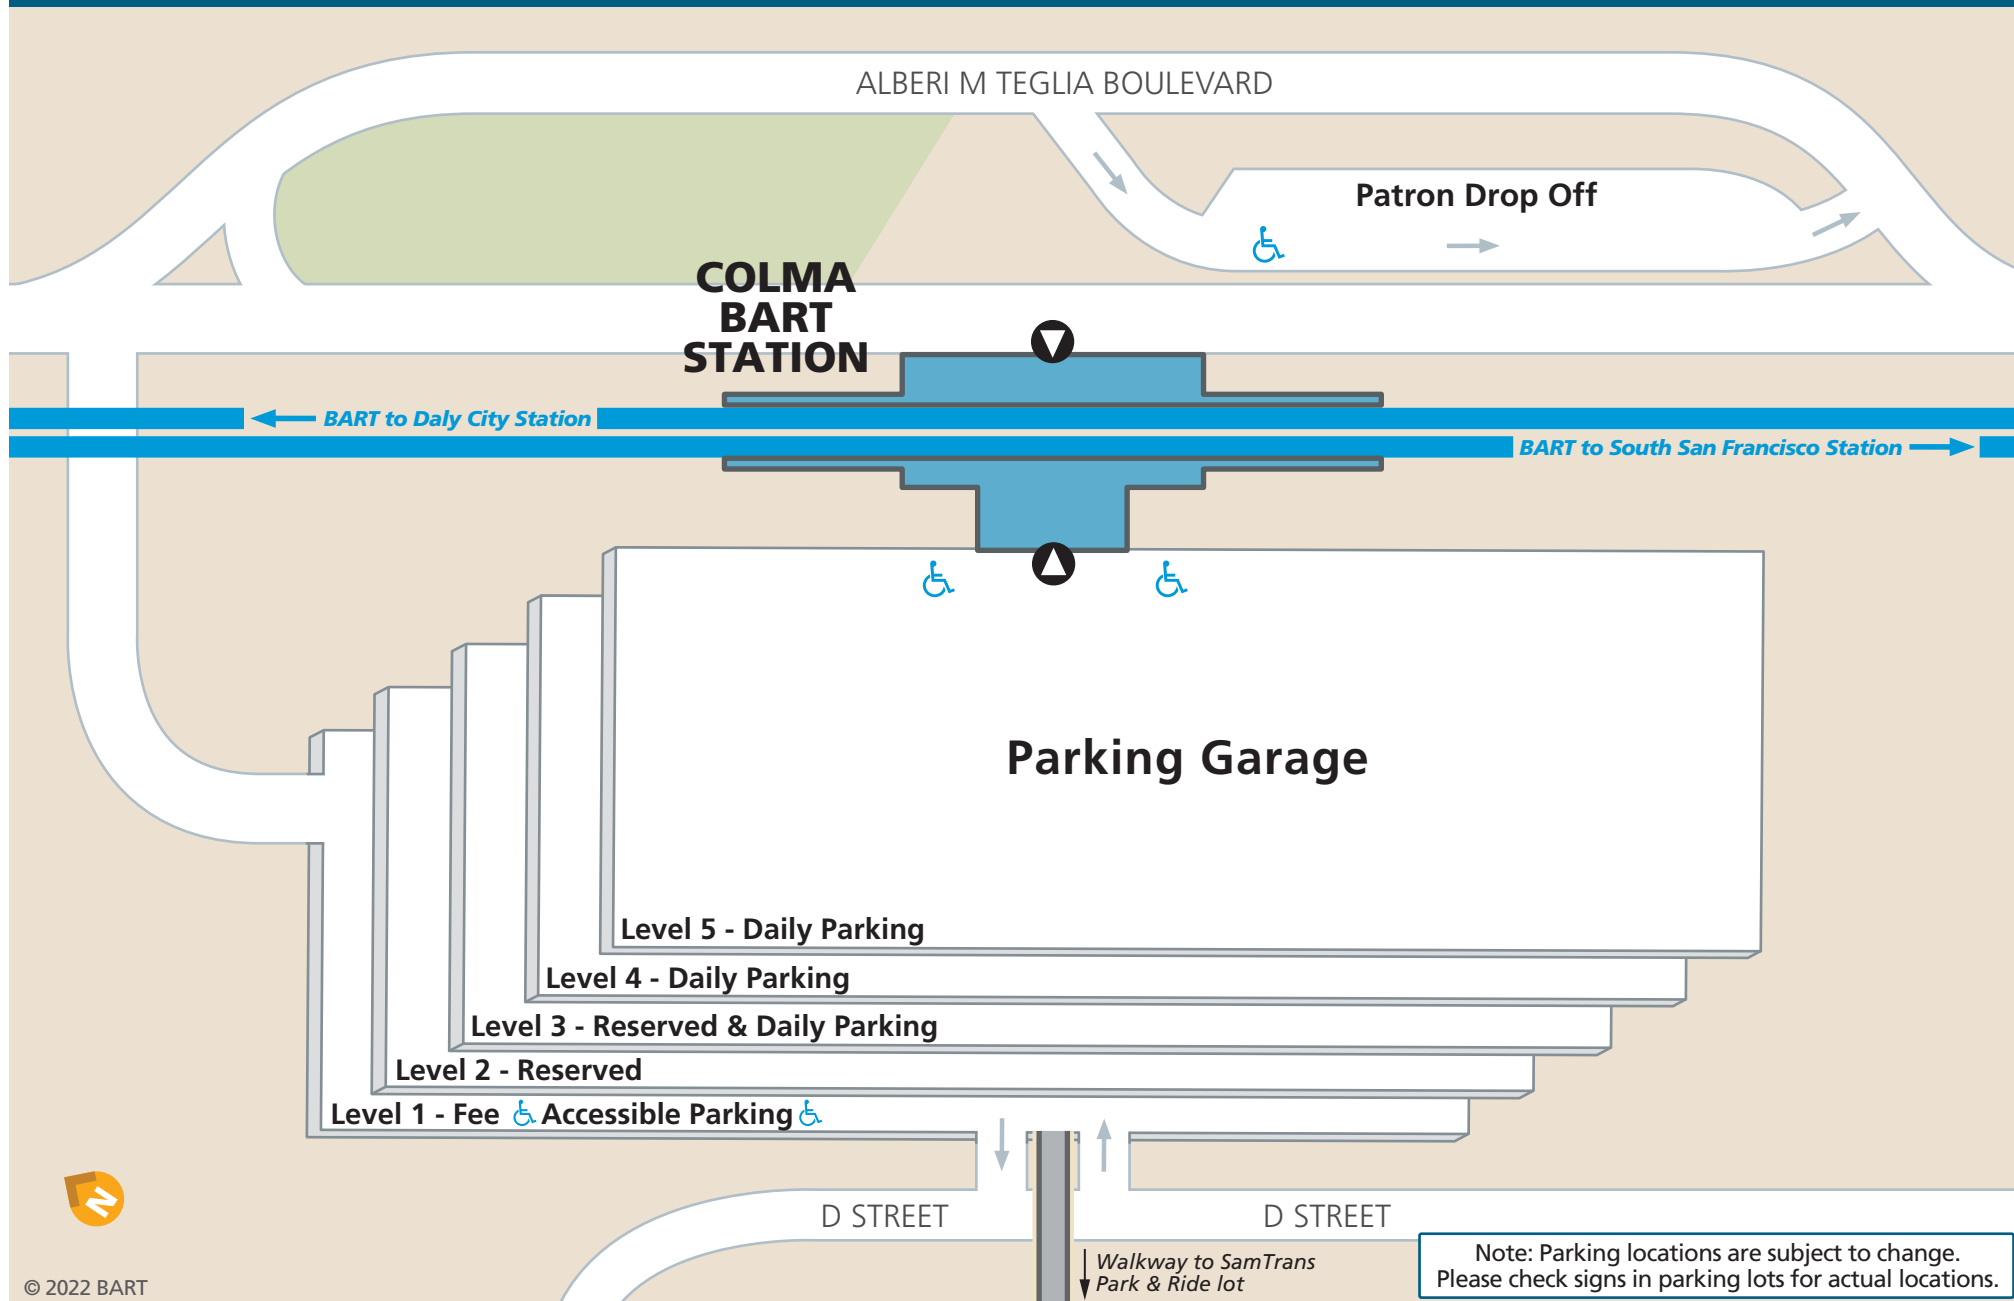 ALBERI M TEGLIA BOULEVARD
Patron Drop Off
COLMA
BART
STATION
BART to Daly City Station
BART to South San Francisco Station
Parking Garage
Level 5 - Daily Parking
Level 4 - Daily Parking
Level 3 - Reserved & Daily Parking
Level 2 - Reserved
Level 1 - Fee Accessible Parking
N
D STREET
D STREET
Walkway to SamTrans
Park & Ride lot
Note: Parking locations are subject to change.
Please check signs in parking lots for actual locations.
© 2022 BART